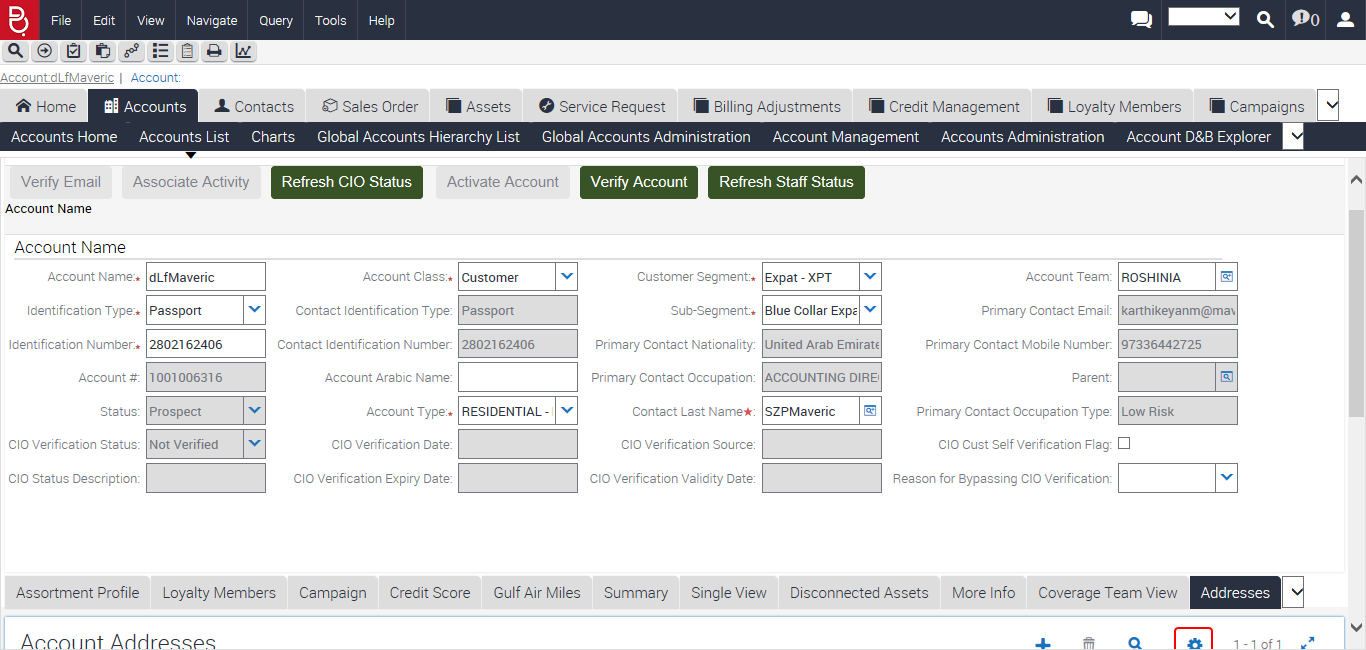 File Edit View Navigate Query Tools Help 0
Account:dLfMaveric | Account:
Home Accounts Contacts Sales Order Assets Service Request Billing Adjustments Credit Management Loyalty Members Campaigns
Accounts Home Accounts List Charts Global Accounts Hierarchy List Global Accounts Administration Account Management Accounts Administration Account D&B Explorer
Verify Email Associate Activity Refresh CIO Status Activate Account Verify Account Refresh Staff Status
Account Name
Account Name
Account Name:* dLfMaveric Account Class:* Customer Customer Segment:* Expat - XPT Account Team: ROSHINIA
Identification Type:* Passport Contact Identification Type: Passport Sub-Segment:* Blue Collar Expa Primary Contact Email: karthikeyanm@mav
Identification Number:* 2802162406 Contact Identification Number: 2802162406 Primary Contact Nationality: United Arab Emirate Primary Contact Mobile Number: 97336442725
Account #: 1001006316 Account Arabic Name: Primary Contact Occupation: ACCOUNTING DIRE Parent:
Status: Prospect Account Type:* RESIDENTIAL - Contact Last Name★: SZPMaveric Primary Contact Occupation Type: Low Risk
CIO Verification Status: Not Verified CIO Verification Date: CIO Verification Source: CIO Cust Self Verification Flag:
CIO Status Description: CIO Verification Expiry Date: CIO Verification Validity Date: Reason for Bypassing CIO Verification:
Assortment Profile Loyalty Members Campaign Credit Score Gulf Air Miles Summary Single View Disconnected Assets More Info Coverage Team View Addresses
Account Addresses 1 - 1 of 1